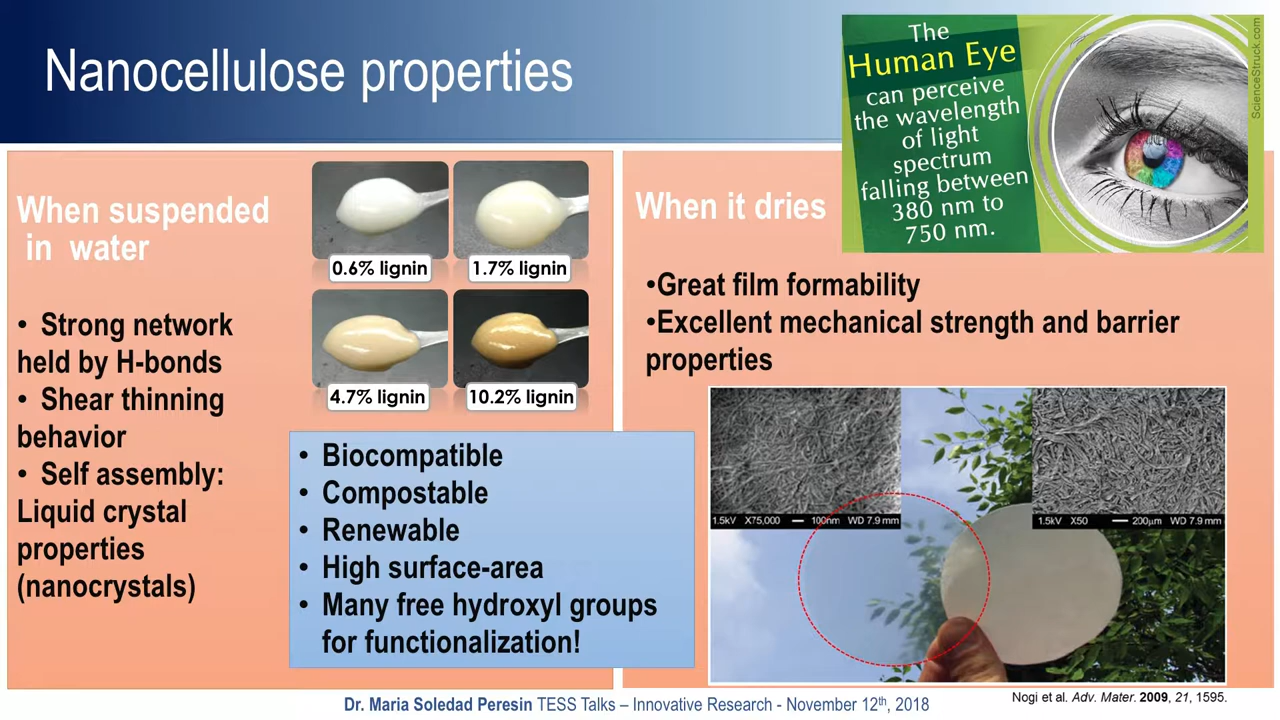 Nanocellulose properties
The
Human Eye
can perceive
the wavelength
of light
spectrum
falling between
380 nm to
750 nm.
ScienceStruck.com
When suspended
in water
0.6% lignin
1.7% lignin
4.7% lignin
10.2% lignin
• Strong network
held by H-bonds
• Shear thinning
behavior
• Self assembly:
Liquid crystal
properties
(nanocrystals)
• Biocompatible
• Compostable
• Renewable
• High surface-area
• Many free hydroxyl groups
for functionalization!
When it dries
•Great film formability
•Excellent mechanical strength and barrier
properties
1.5kV X75,000 100nm WD 7.9 mm
1.5kV X50 200μm WD 7.9 mm
Nogi et al. Adv. Mater. 2009, 21, 1595.
Dr. Maria Soledad Peresin TESS Talks – Innovative Research - November 12th, 2018